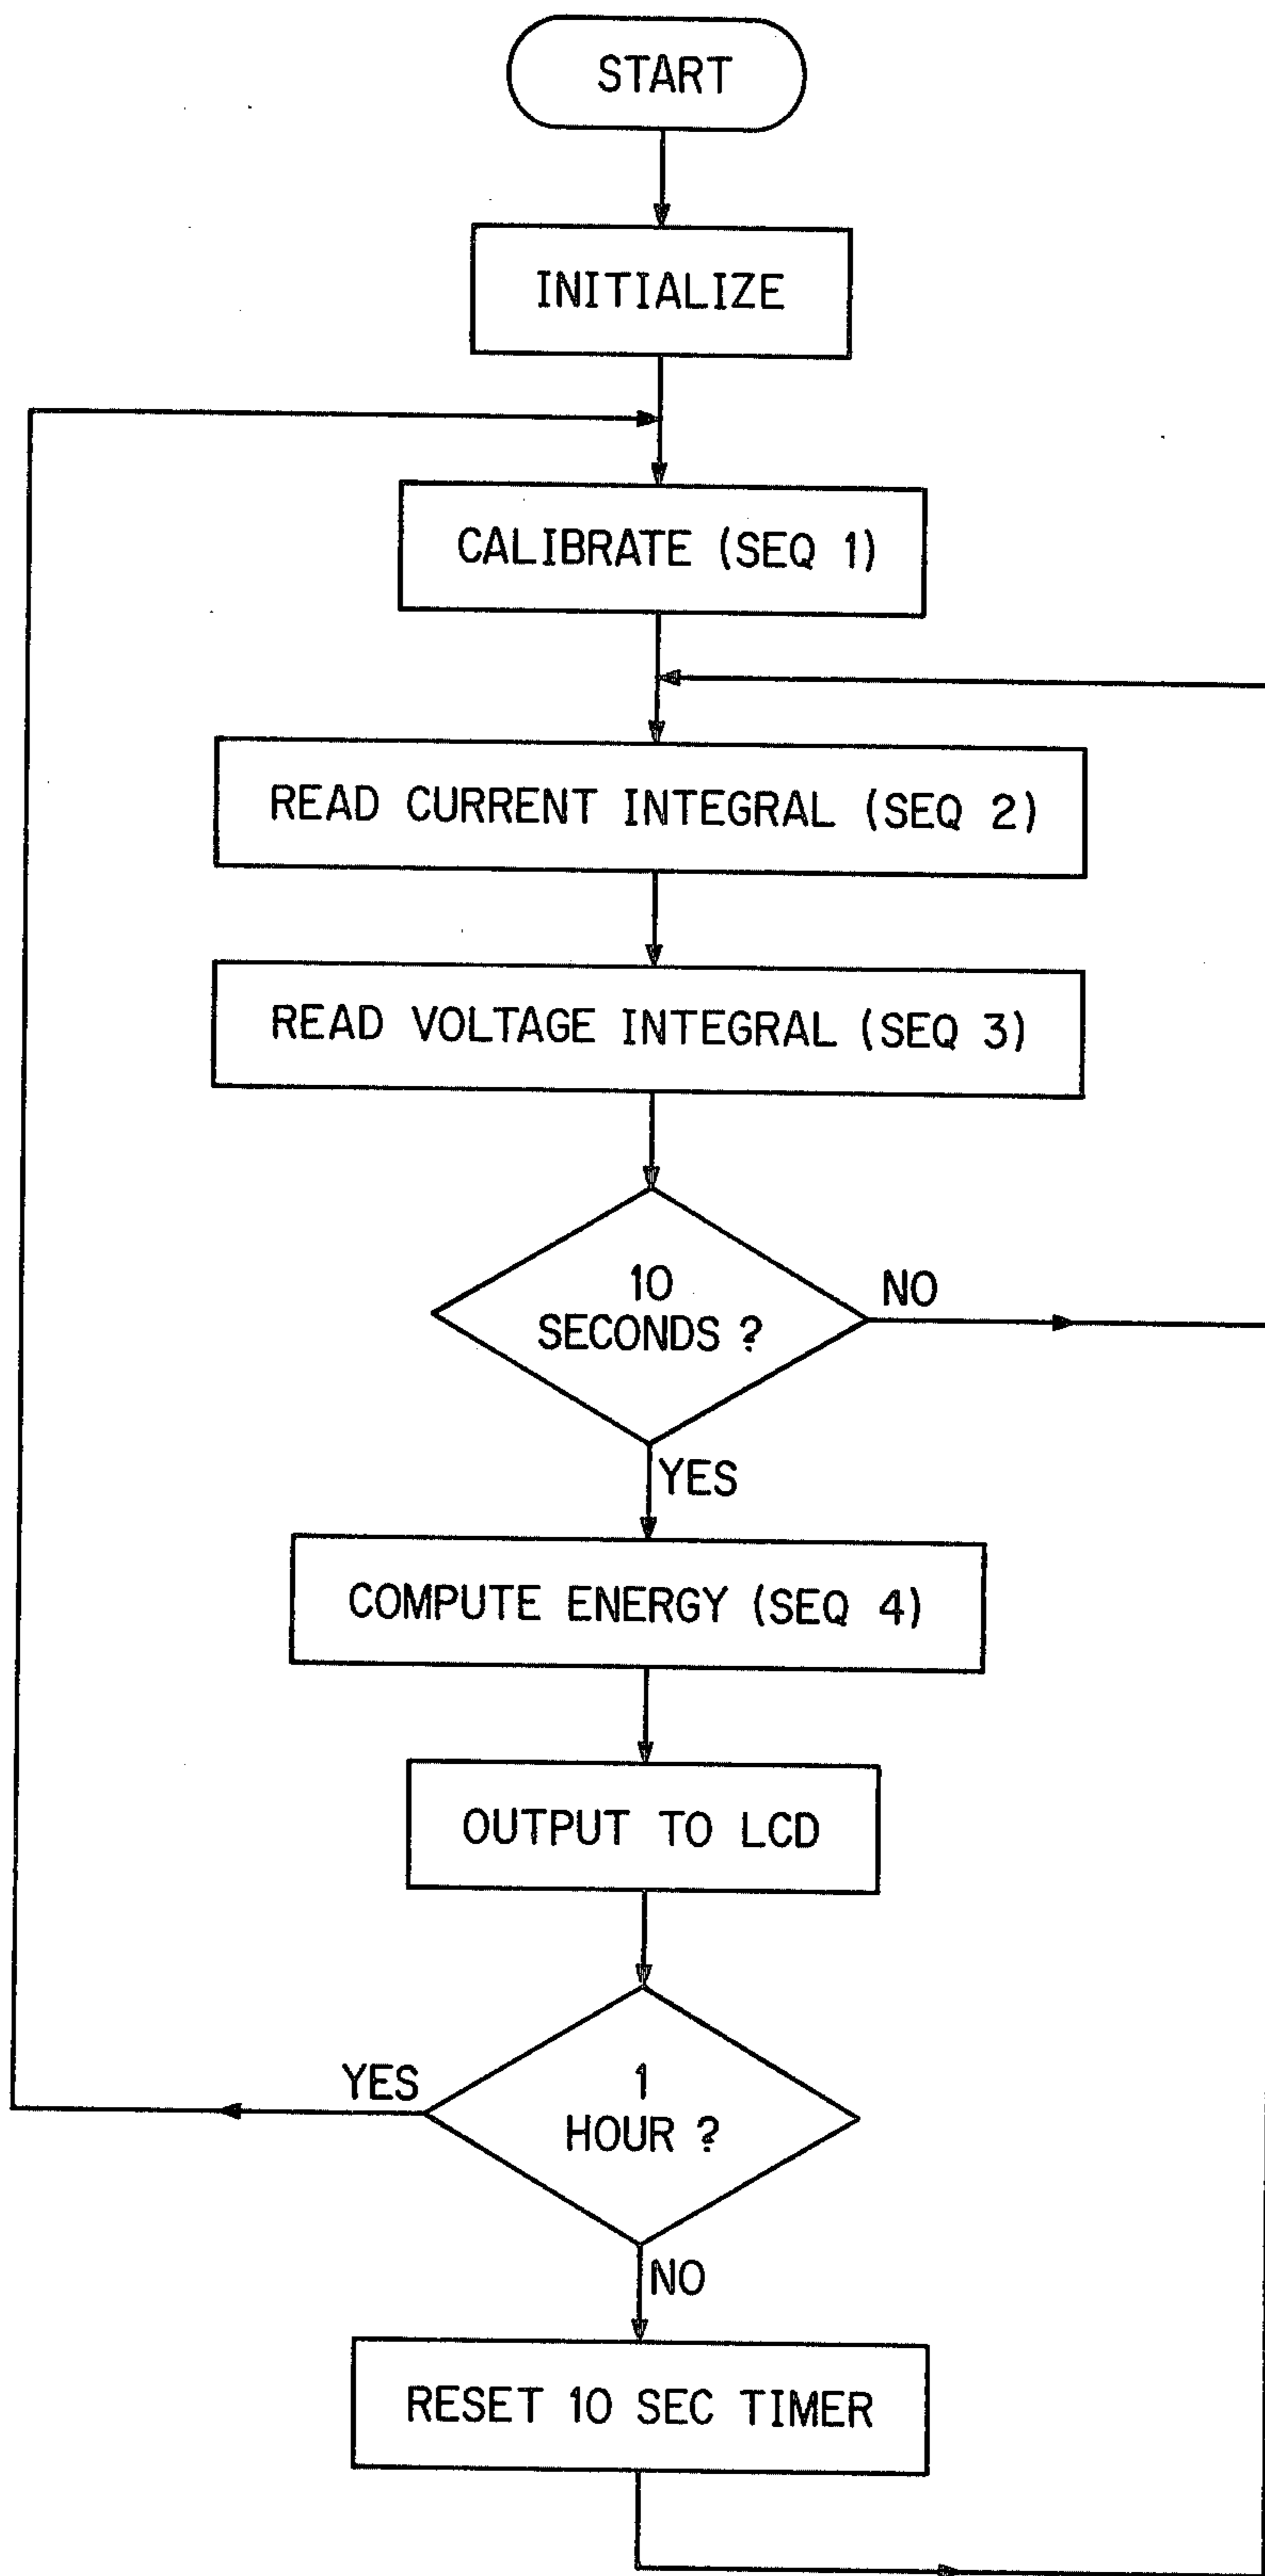 START
INITIALIZE
CALIBRATE (SEQ 1)
READ CURRENT INTEGRAL (SEQ 2)
READ VOLTAGE INTEGRAL (SEQ 3)
10
SECONDS ?
NO
YES
COMPUTE ENERGY (SEQ 4)
OUTPUT TO LCD
YES
1
HOUR ?
NO
RESET 10 SEC TIMER